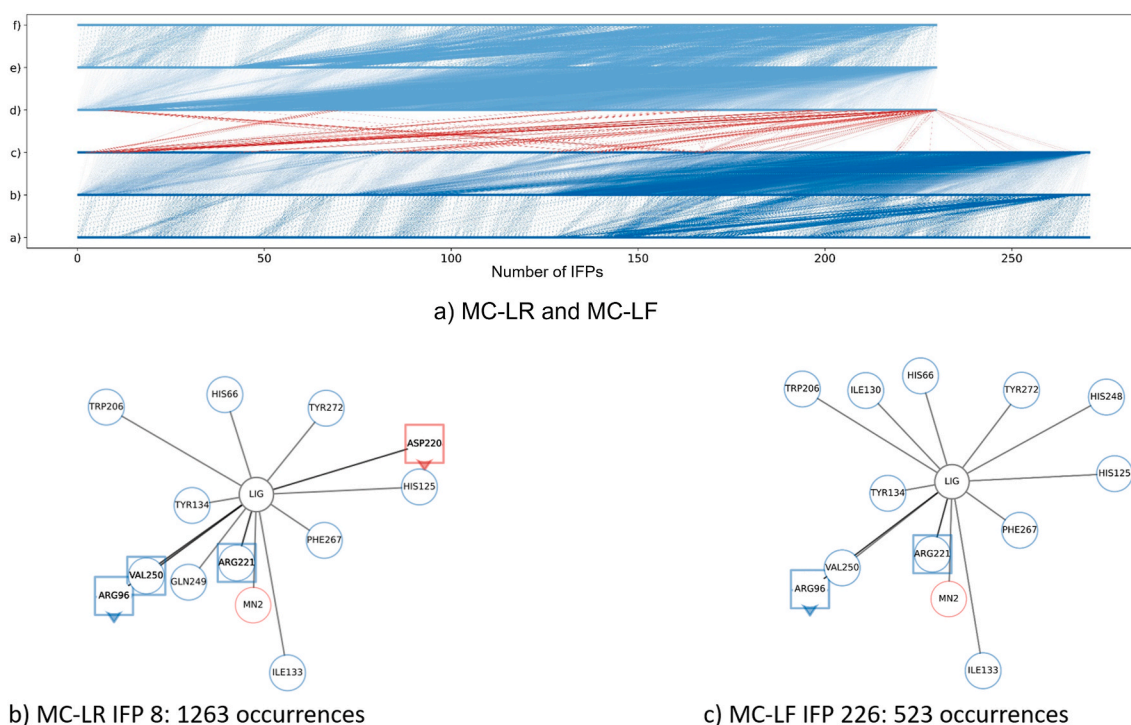 f)
e)
d)
c)
b)
a)
0 50 100 150 200 250
Number of IFPs
a) MC-LR and MC-LF
HIS66
TRP206
TYR272
ASP220
HIS125
LIG
TYR134
PHE267
VAL250
ARG221
GLN249
ARG96
MN2
ILE133
b) MC-LR IFP 8: 1263 occurrences
HIS66
TRP206
ILE130
TYR272
HIS248
HIS125
LIG
TYR134
PHE267
ARG221
VAL250
ARG96
MN2
ILE133
c) MC-LF IFP 226: 523 occurrences